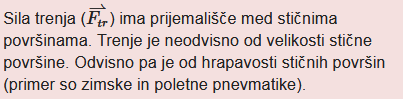 Sila trenja (F⃗tr) ima prijemališče med stičnima
površinama. Trenje je neodvisno od velikosti stične
površine. Odvisno pa je od hrapavosti stičnih površin
(primer so zimske in poletne pnevmatike).